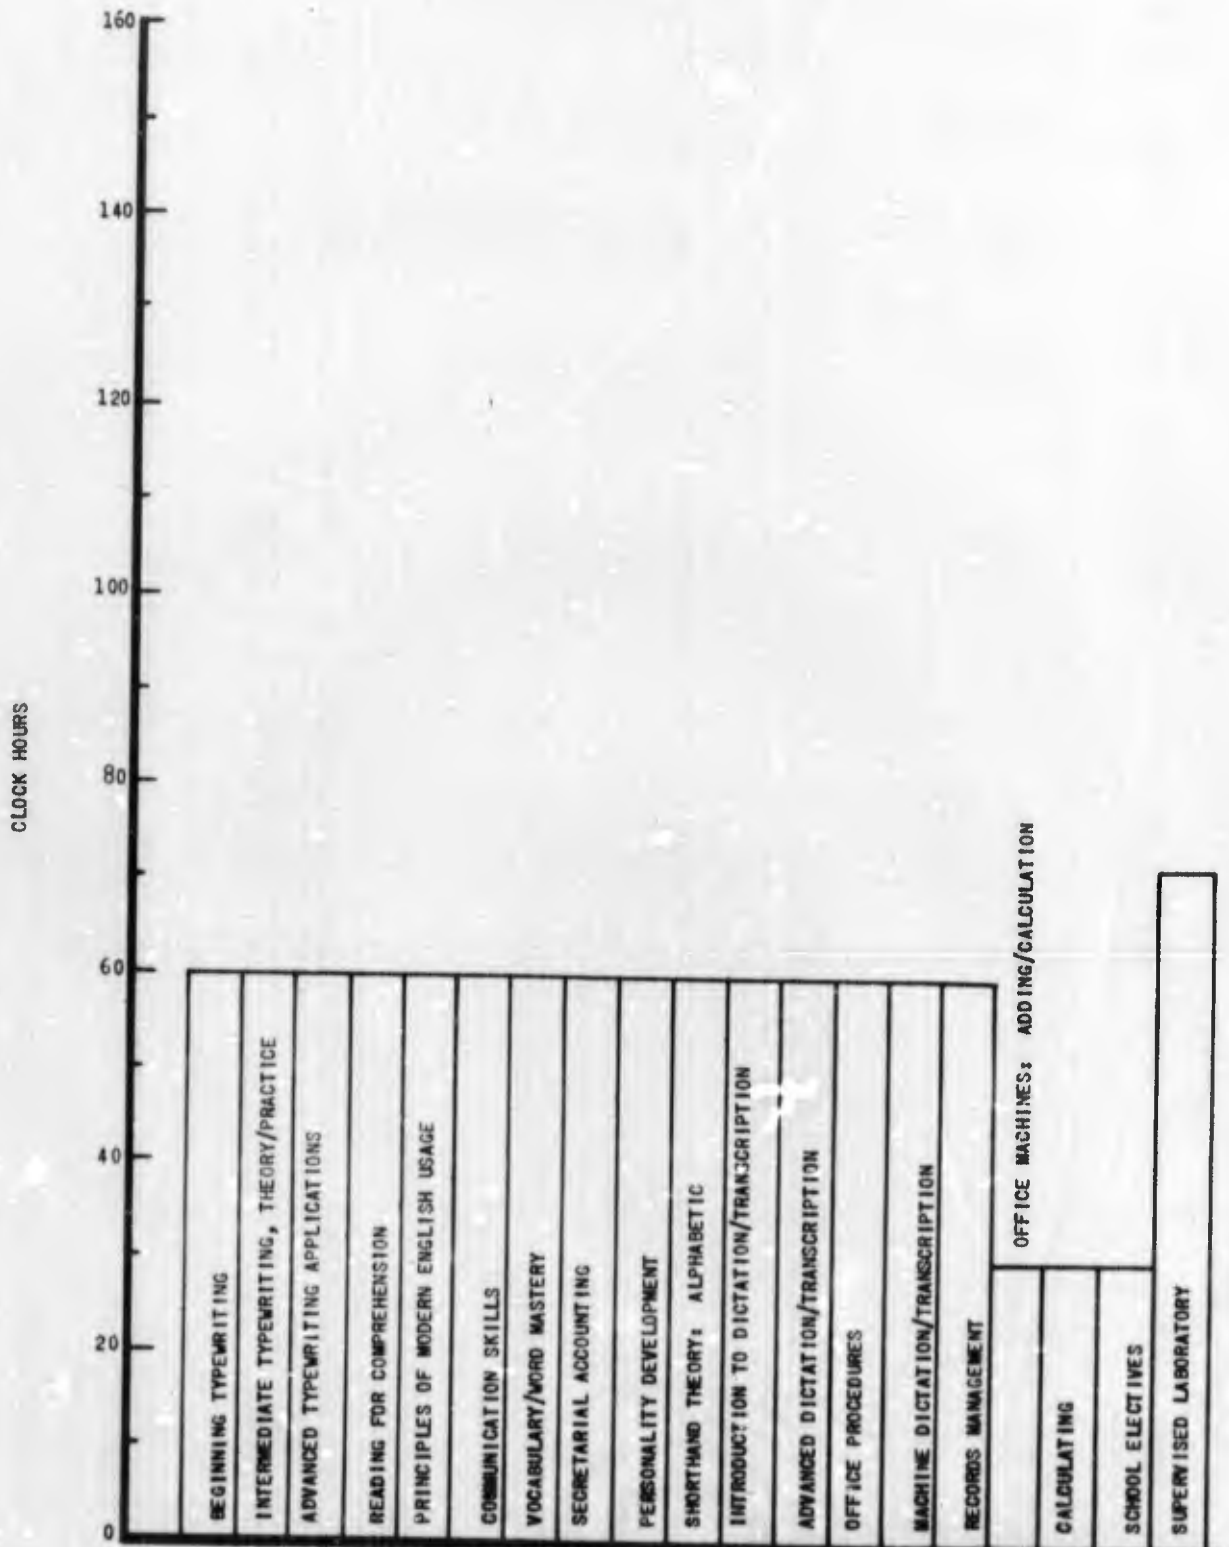 160
140
120
100
80
60
40
20
0
CLOCK HOURS
BEGINNING TYPEWRITING
INTERMEDIATE TYPEWRITING, THEORY/PRACTICE
ADVANCED TYPEWRITING APPLICATIONS
READING FOR COMPREHENSION
PRINCIPLES OF MODERN ENGLISH USAGE
COMMUNICATION SKILLS
VOCABULARY/WORD MASTERY
SECRETARIAL ACCOUNTING
PERSONALITY DEVELOPMENT
SHORTHAND THEORY: ALPHABETIC
INTRODUCTION TO DICTATION/TRANSCRIPTION
ADVANCED DICTATION/TRANSCRIPTION
OFFICE PROCEDURES
MACHINE DICTATION/TRANSCRIPTION
RECORDS MANAGEMENT
OFFICE MACHINES: ADDING/CALCULATION
CALCULATING
SCHOOL ELECTIVES
SUPERVISED LABORATORY